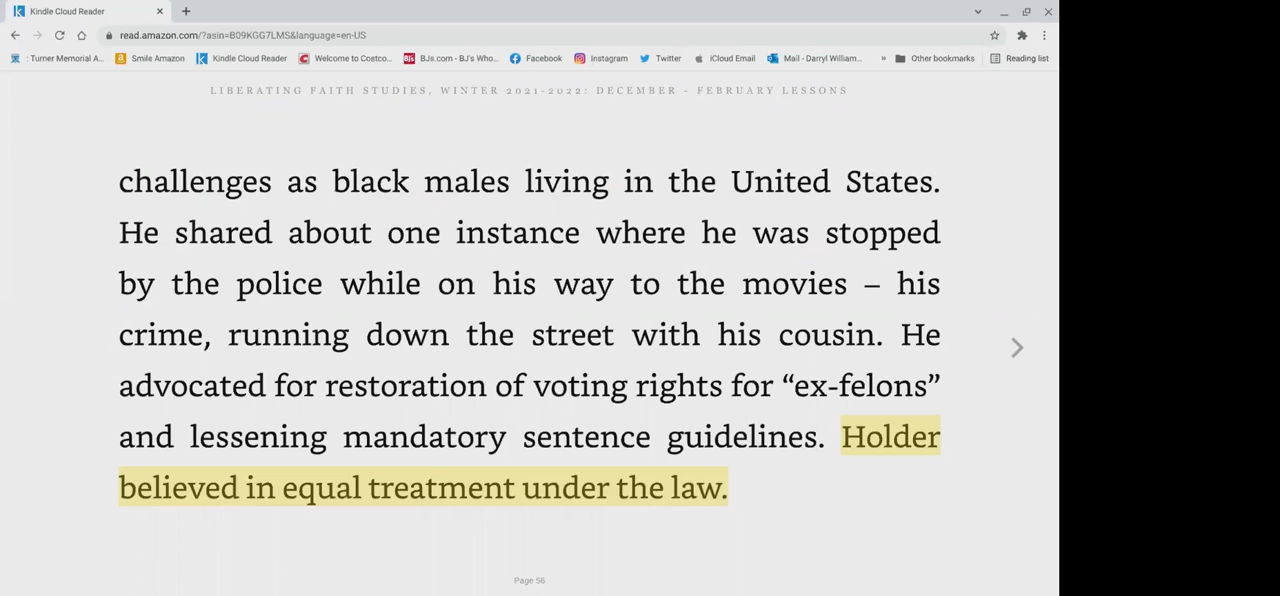 Kindle Cloud Reader
read.amazon.com/?asin=B09KGG7LMS&language=en-US
: Turner Memorial A... Smile Amazon Kindle Cloud Reader Welcome to Costco... BJs.com - BJ's Who... Facebook Instagram Twitter iCloud Email Mail - Darryl William... » Other bookmarks Reading list
LIBERATING FAITH STUDIES, WINTER 2021-2022: DECEMBER - FEBRUARY LESSONS
challenges as black males living in the United States.
He shared about one instance where he was stopped
by the police while on his way to the movies – his
crime, running down the street with his cousin. He
advocated for restoration of voting rights for “ex-felons”
and lessening mandatory sentence guidelines. Holder
believed in equal treatment under the law.
Page 56